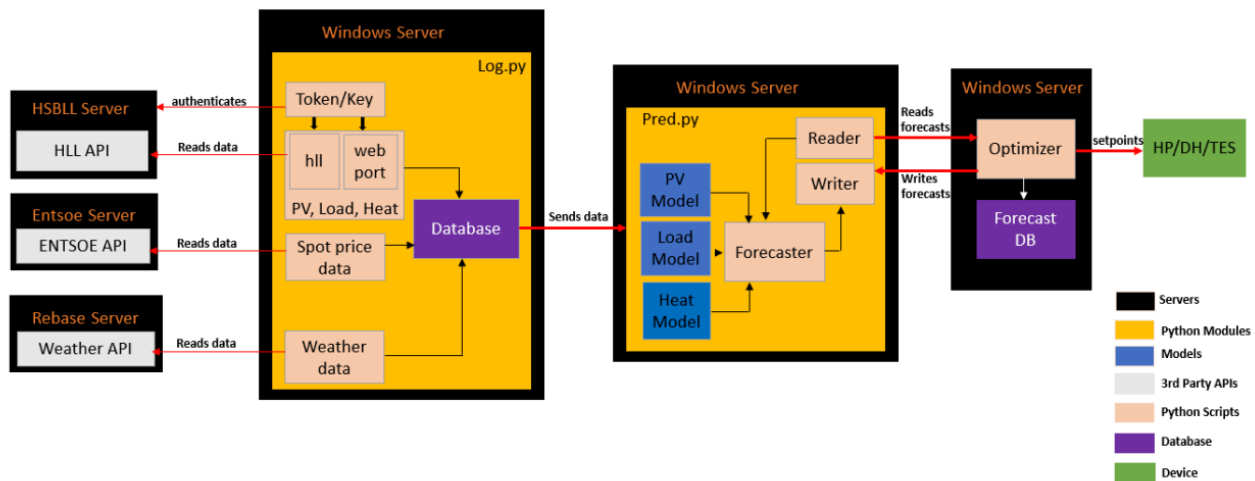 Windows Server
Log.py
HSBLL Server
HLL API
authenticates
Reads data
Token/Key
hll
web
port
PV, Load, Heat
Entsoe Server
ENTSOE API
Reads data
Spot price
data
Database
Rebase Server
Weather API
Reads data
Weather
data
Sends data
Windows Server
Pred.py
Reader
Writer
PV
Model
Load
Model
Heat
Model
Forecaster
Reads
forecasts
Writes
forecasts
Windows Server
Optimizer
Forecast
DB
setpoints
HP/DH/TES
Servers
Python Modules
Models
3rd Party APIs
Python Scripts
Database
Device